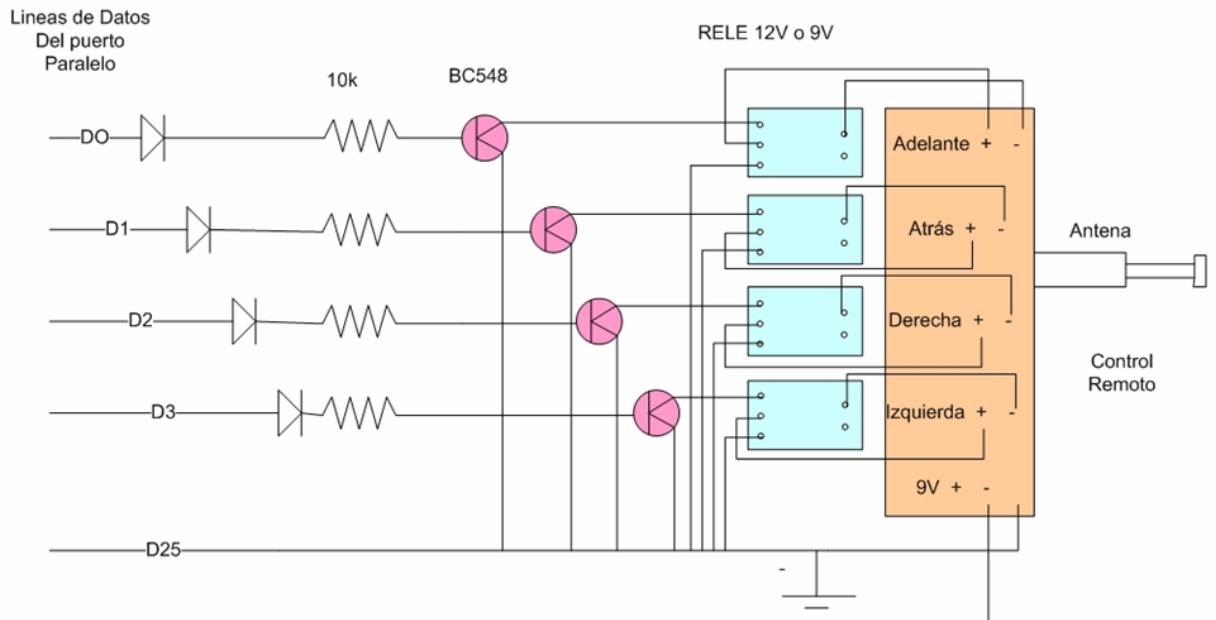 Lineas de Datos
Del puerto
Paralelo
RELE 12V o 9V
10k
BC548
DO
Adelante + -
D1
Atrás + -
Antena
D2
Derecha + -
Control
Remoto
D3
Izquierda + -
9V + -
D25
-